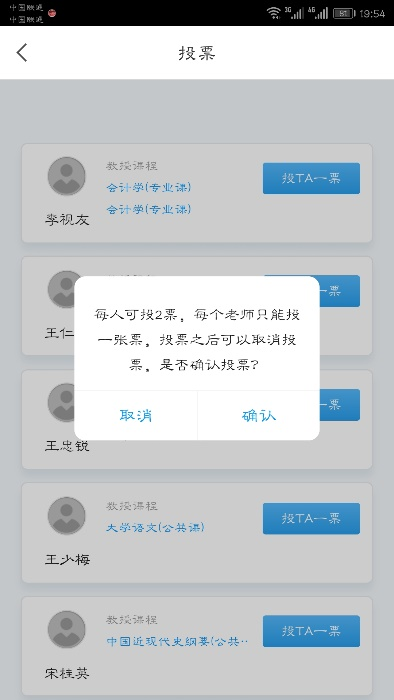 中国联通
中国联通
3G 4G 81 19:54
投票
教授课程
会计学(专业课)
会计学(专业课)
投TA一票
李视友
一票
王仁
每人可投2票，每个老师只能投
一张票，投票之后可以取消投
票，是否确认投票?
取消
确认
一票
王忠锐
教授课程
大学语文(公共课)
投TA一票
王少梅
教授课程
中国近现代史纲要(公共…
投TA一票
宋桂英